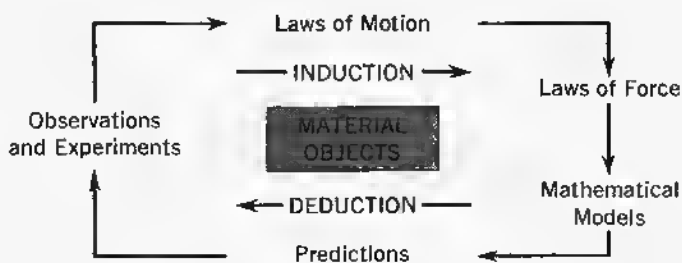 Laws of Motion
INDUCTION
Laws of Force
Observations
and Experiments
MATERIAL
OBJECTS
DEDUCTION
Mathematical
Models
Predictions